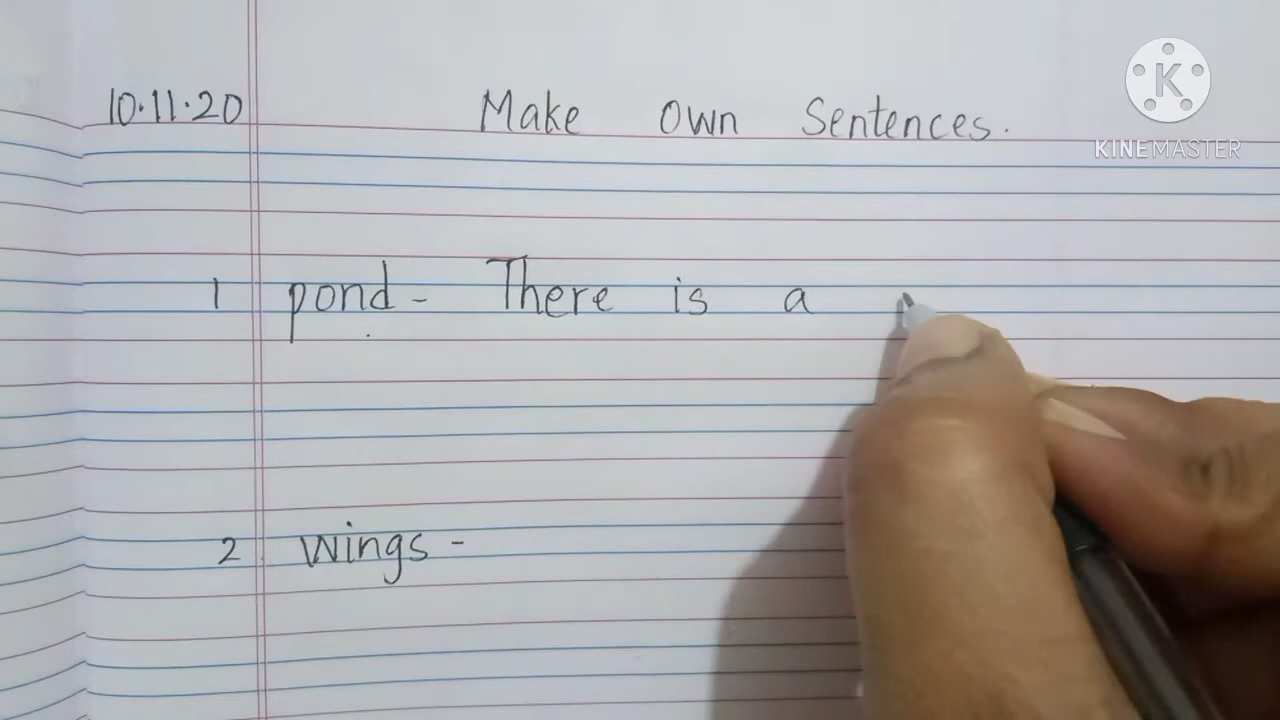 10.11.20 Make Own Sentences.
K
KINEMASTER
1 pond - There is a
2. Wings -